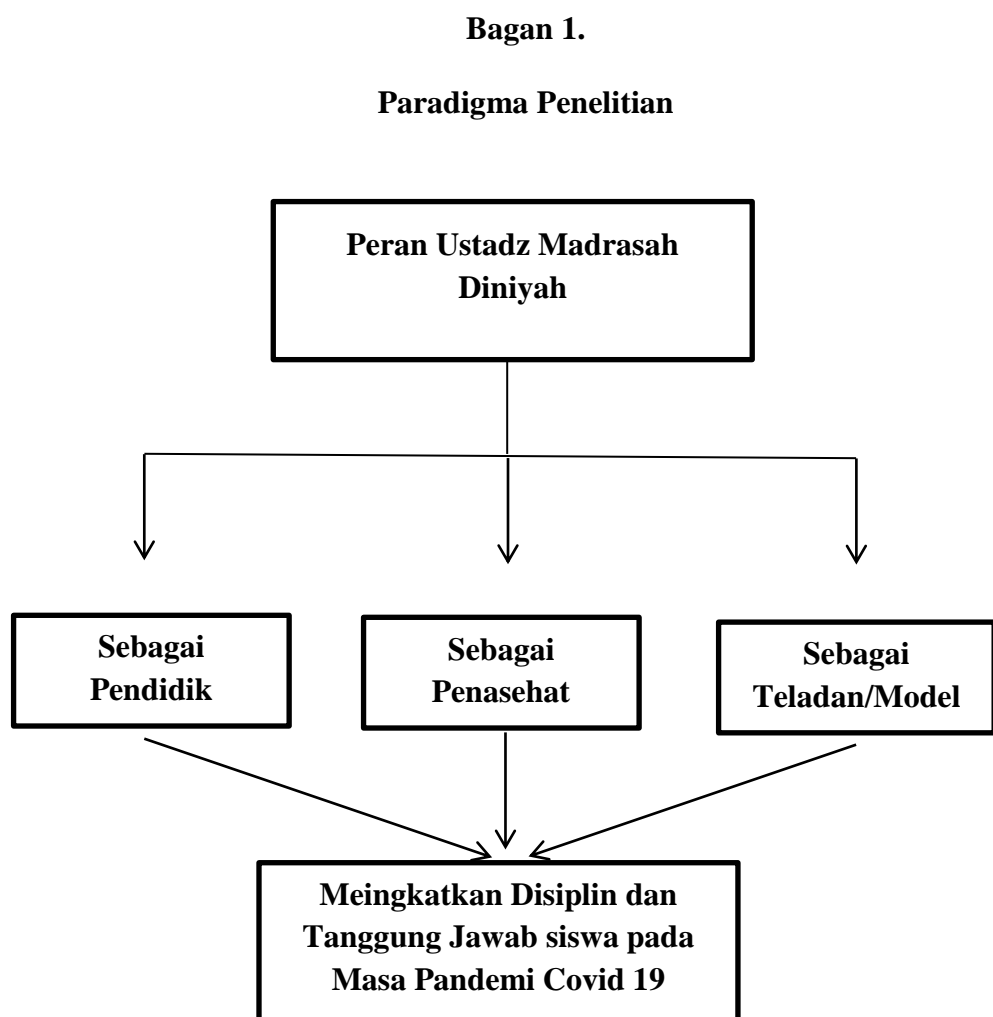 Bagan 1.
Paradigma Penelitian
Peran Ustadz Madrasah
Diniyah
Sebagai
Pendidik
Sebagai
Penasehat
Sebagai
Teladan/Model
Meingkatkan Disiplin dan
Tanggung Jawab siswa pada
Masa Pandemi Covid 19